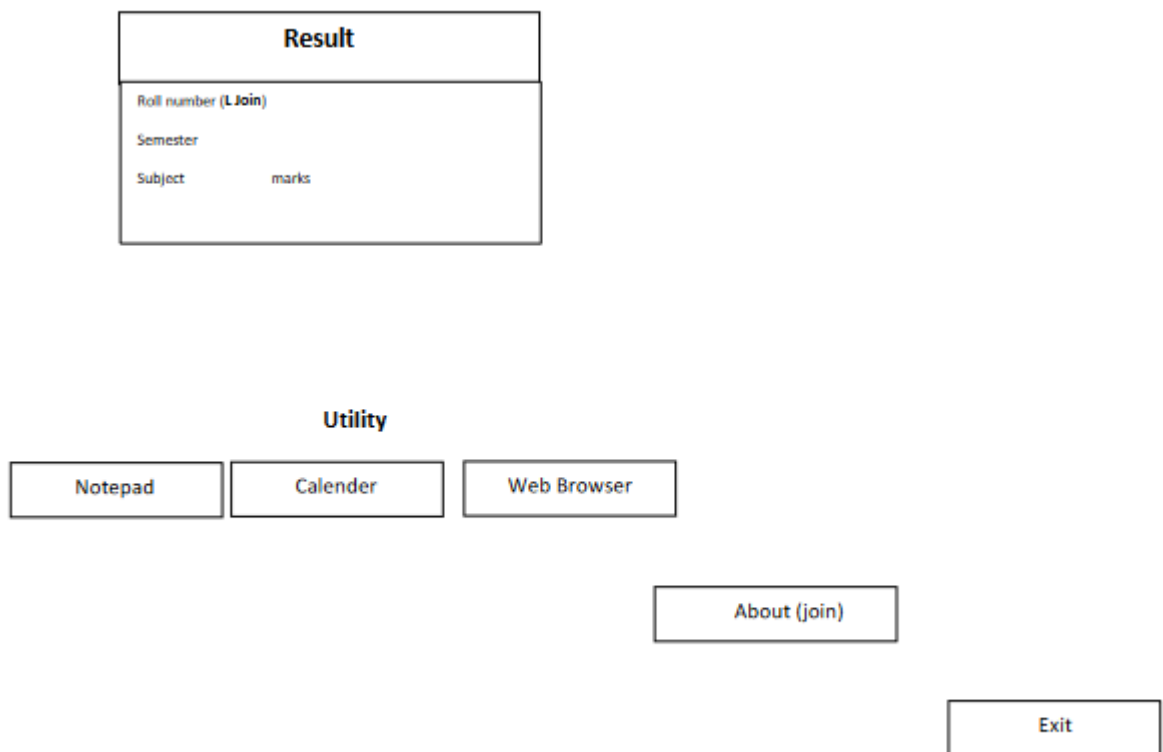 Result
Roll number (L Join)
Semester
Subject marks
Utility
Notepad Calender Web Browser
About (join)
Exit